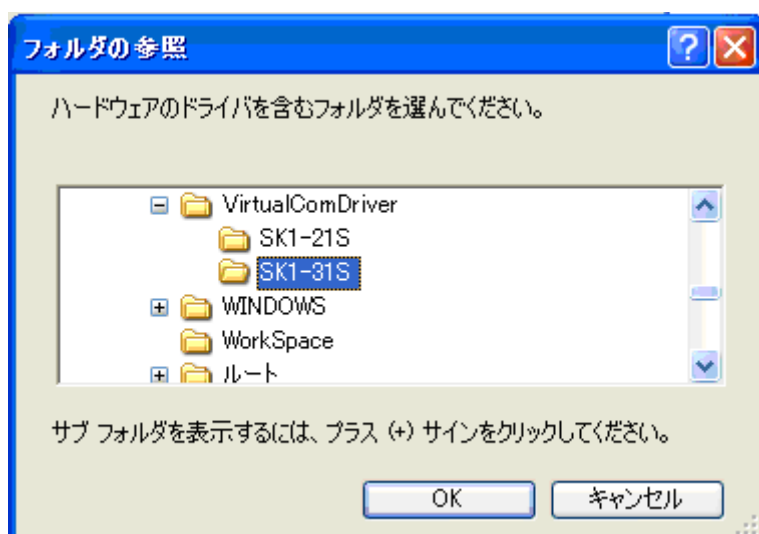 フォルダの参照
ハードウェアのドライバを含むフォルダを選んでください。
VirtualComDriver
SK1-21S
SK1-31S
WINDOWS
WorkSpace
ルート
サブ フォルダを表示するには、プラス (+) サインをクリックしてください。
OK キャンセル